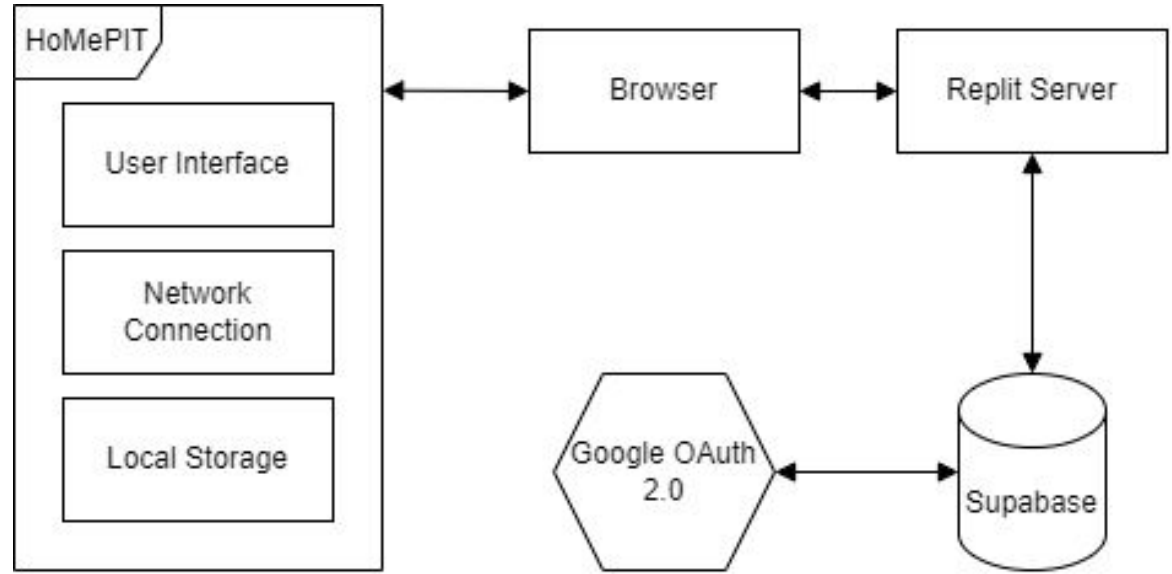 HoMePIT
User Interface
Network
Connection
Local Storage
Browser
Replit Server
Google OAuth
2.0
Supabase